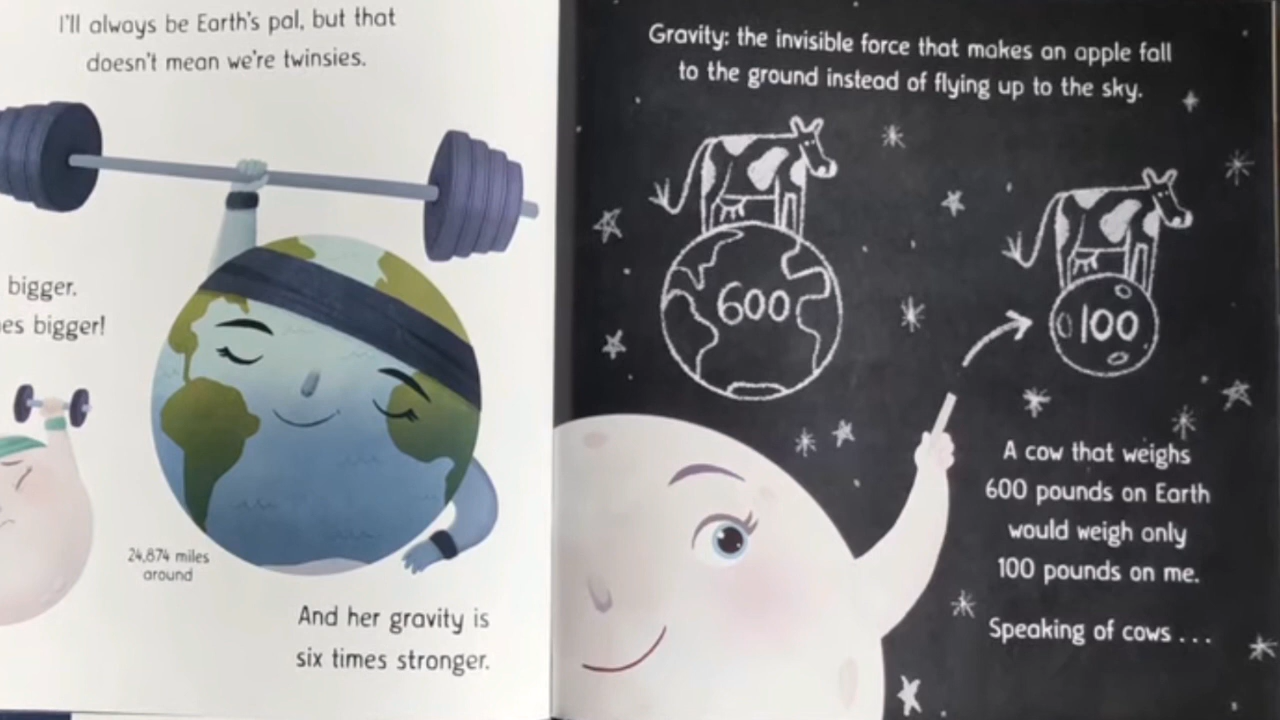 I'll always be Earth's pal, but that
doesn't mean we're twinsies.
bigger.
es bigger!
24,874 miles
around
And her gravity is
six times stronger.
Gravity: the invisible force that makes an apple fall
to the ground instead of flying up to the sky.
600
100
A cow that weighs
600 pounds on Earth
would weigh only
100 pounds on me.
Speaking of cows . . .